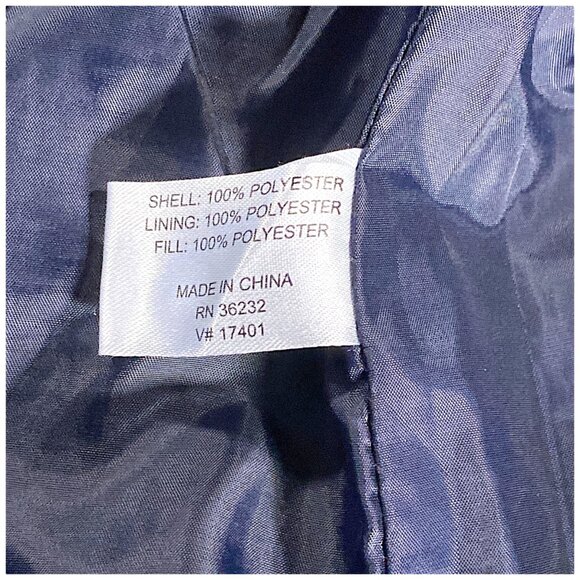 SHELL: 100% POLYESTER
LINING: 100% POLYESTER
FILL: 100% POLYESTER
MADE IN CHINA
RN 36232
V# 17401